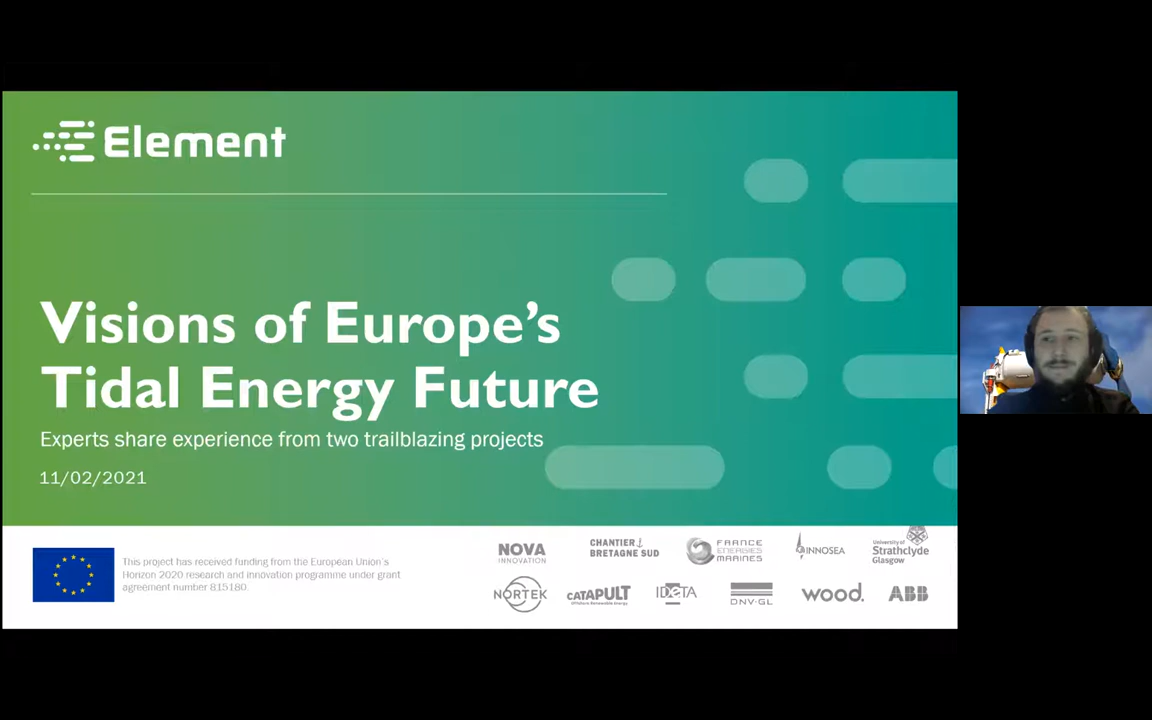 Element
Visions of Europe's
Tidal Energy Future
Experts share experience from two trailblazing projects
11/02/2021
This project has received funding from the European Union's
Horizon 2020 research and innovation programme under grant
agreement number 815180.
NOVA
INNOVATION
CHANTIER
BRETAGNE SUD
FRANCE
ENERGIES
MARINES
INNOSEA
University of
Strathclyde
Glasgow
NORTEK
CATAPULT
Offshore Renewable Energy
IDETA
DNV·GL
wood.
ABB